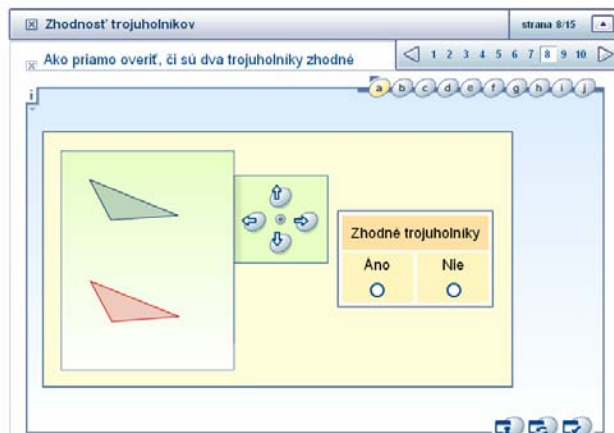 Zhodnosť trojuholníkov
strana 8/15
Ako priamo overiť, či sú dva trojuholníky zhodné
1 2 3 4 5 6 7 8 9 10
a b c d e f g h i j
i
Zhodné trojuholníky
Ano
Nie